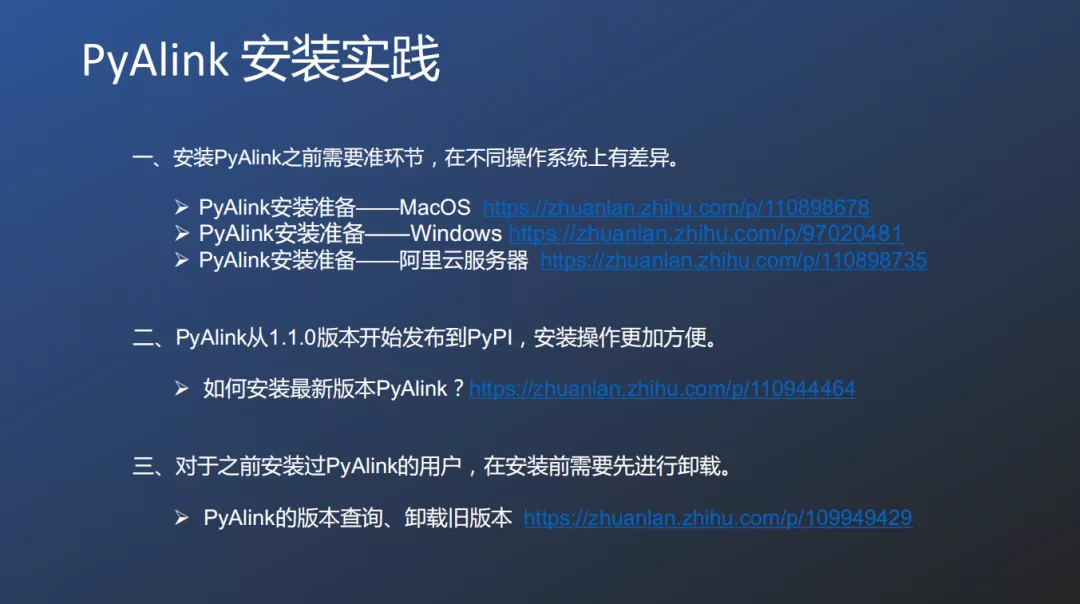 PyAlink 安装实践
一、安装PyAlink之前需要准环节，在不同操作系统上有差异。
➢ PyAlink安装准备——MacOS https://zhuanlan.zhihu.com/p/110898678
➢ PyAlink安装准备——Windows https://zhuanlan.zhihu.com/p/97020481
➢ PyAlink安装准备——阿里云服务器 https://zhuanlan.zhihu.com/p/110898735
二、PyAlink从1.1.0版本开始发布到PyPI，安装操作更加方便。
➢ 如何安装最新版本PyAlink？https://zhuanlan.zhihu.com/p/110944464
三、对于之前安装过PyAlink的用户，在安装前需要先进行卸载。
➢ PyAlink的版本查询、卸载旧版本 https://zhuanlan.zhihu.com/p/109949429